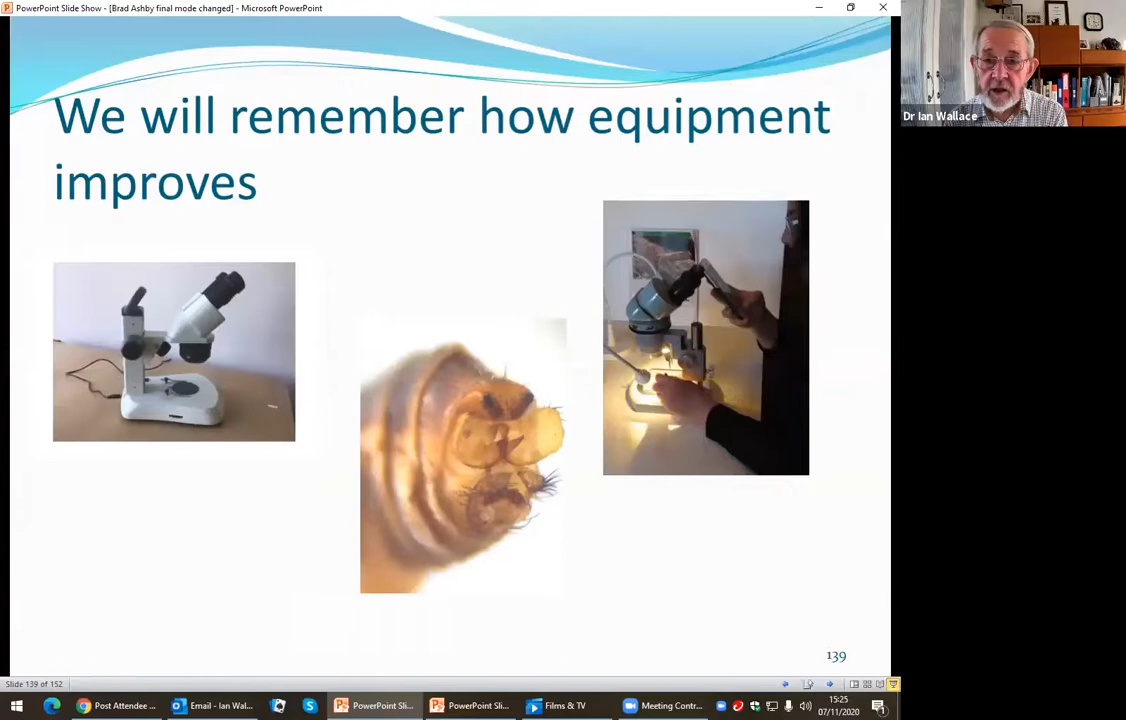 PowerPoint Slide Show - [Brad Ashby final mode changed] - Microsoft PowerPoint
We will remember how equipment
improves
Dr Ian Wallace
139
Slide 139 of 152
Post Attendee ...
Email - Ian Wal...
PowerPoint Sli...
PowerPoint Sli...
Films & TV
Meeting Contr...
15:25
07/11/2020